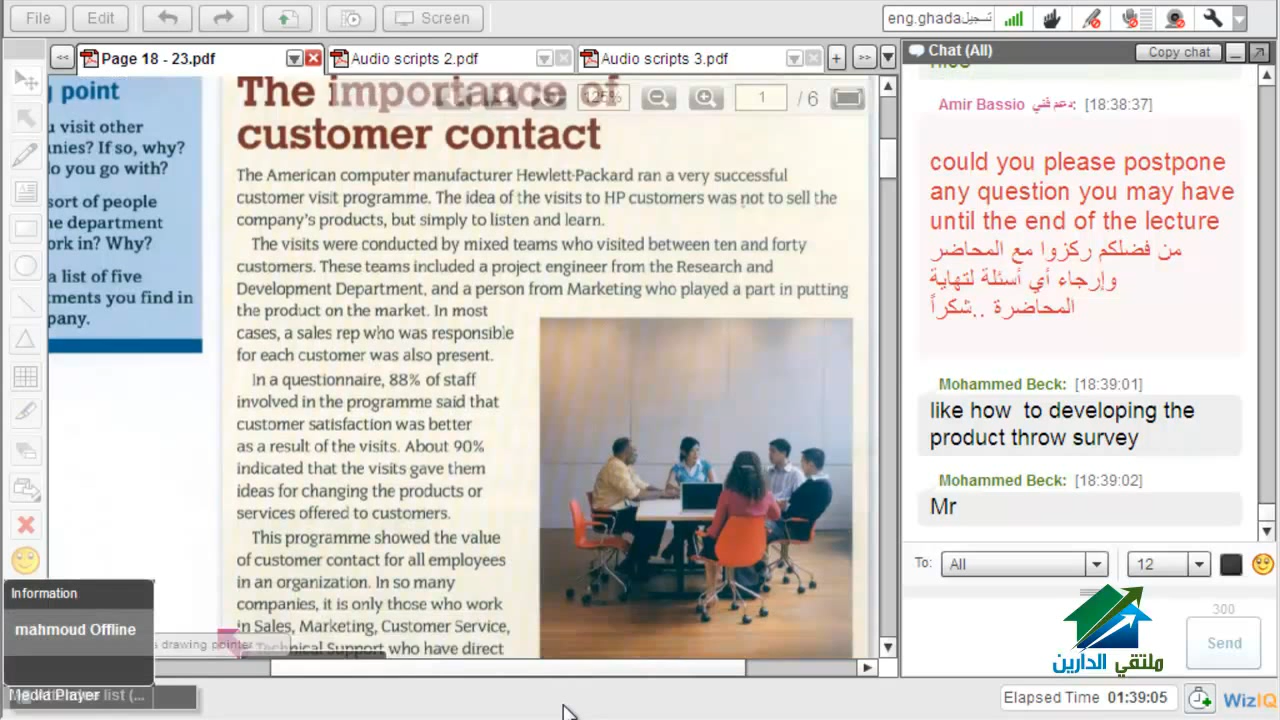 File
Edit
Screen
eng.ghada
<<
Page 18 - 23.pdf
Audio scripts 2.pdf
Audio scripts 3.pdf
>>
Chat (All)
Copy chat
125%
1
/ 6
point
u visit other
nies? If so, why?
o you go with?
sort of people
ne department
ork in? Why?
a list of five
tments you find in
pany.
The importance of
customer contact
The American computer manufacturer Hewlett-Packard ran a very successful
customer visit programme. The idea of the visits to HP customers was not to sell the
company's products, but simply to listen and learn.
The visits were conducted by mixed teams who visited between ten and forty
customers. These teams included a project engineer from the Research and
Development Department, and a person from Marketing who played a part in putting
the product on the market. In most
cases, a sales rep who was responsible
for each customer was also present.
In a questionnaire, 88% of staff
involved in the programme said that
customer satisfaction was better
as a result of the visits. About 90%
indicated that the visits gave them
ideas for changing the products or
services offered to customers.
This programme showed the value
of customer contact for all employees
in an organization. In so many
companies, it is only those who work
in Sales, Marketing, Customer Service,
Technical Support who have direct
Amir Bassio دعم فني: [18:38:37]
could you please postpone
any question you may have
until the end of the lecture
من فضلكم ركزوا مع المحاضر
وإرجاء أي أسئلة لنهاية
المحاضرة ..شكراً
Mohammed Beck: [18:39:01]
like how to developing the
product throw survey
Mohammed Beck: [18:39:02]
Mr
To:
All
12
300
Send
ملتقي الدارين
Information
mahmoud Offline
drawing pointer
Media Player
list (...
Elapsed Time 01:39:05
WizIQ